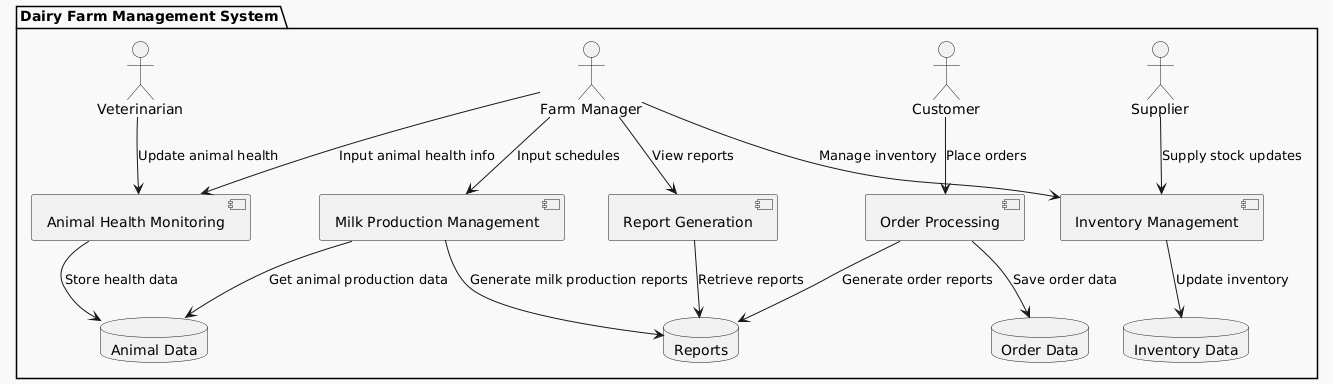 Dairy Farm Management System
Veterinarian
Farm Manager
Customer
Supplier
Update animal health
Input animal health info
Input schedules
View reports
Manage inventory
Place orders
Supply stock updates
Animal Health Monitoring
Milk Production Management
Report Generation
Order Processing
Inventory Management
Store health data
Get animal production data
Generate milk production reports
Retrieve reports
Generate order reports
Save order data
Update inventory
Animal Data
Reports
Order Data
Inventory Data